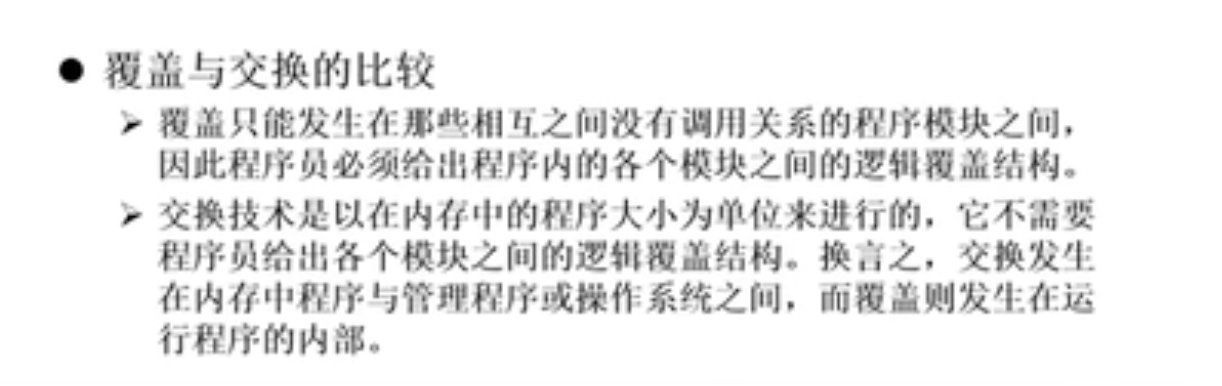 ● 覆盖与交换的比较
➢ 覆盖只能发生在那些相互之间没有调用关系的程序模块之间，
因此程序员必须给出程序内的各个模块之间的逻辑覆盖结构。
➢ 交换技术是以在内存中的程序大小为单位来进行的，它不需要
程序员给出各个模块之间的逻辑覆盖结构。换言之，交换发生
在内存中程序与管理程序或操作系统之间，而覆盖则发生在运
行程序的内部。